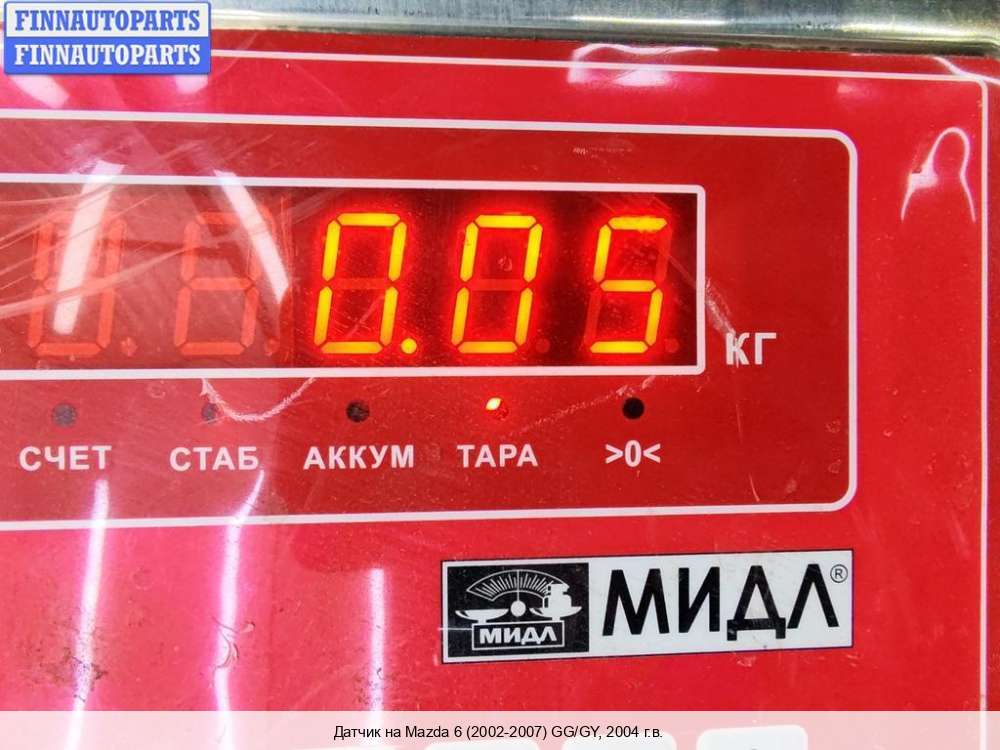 FINNAUTOPARTS
FINNAUTOPARTS
0.05
КГ
СЧЕТ СТАБ АККУМ ТАРА >0<
МИДЛ МИДЛ®
Датчик на Mazda 6 (2002-2007) GG/GY, 2004 г.в.